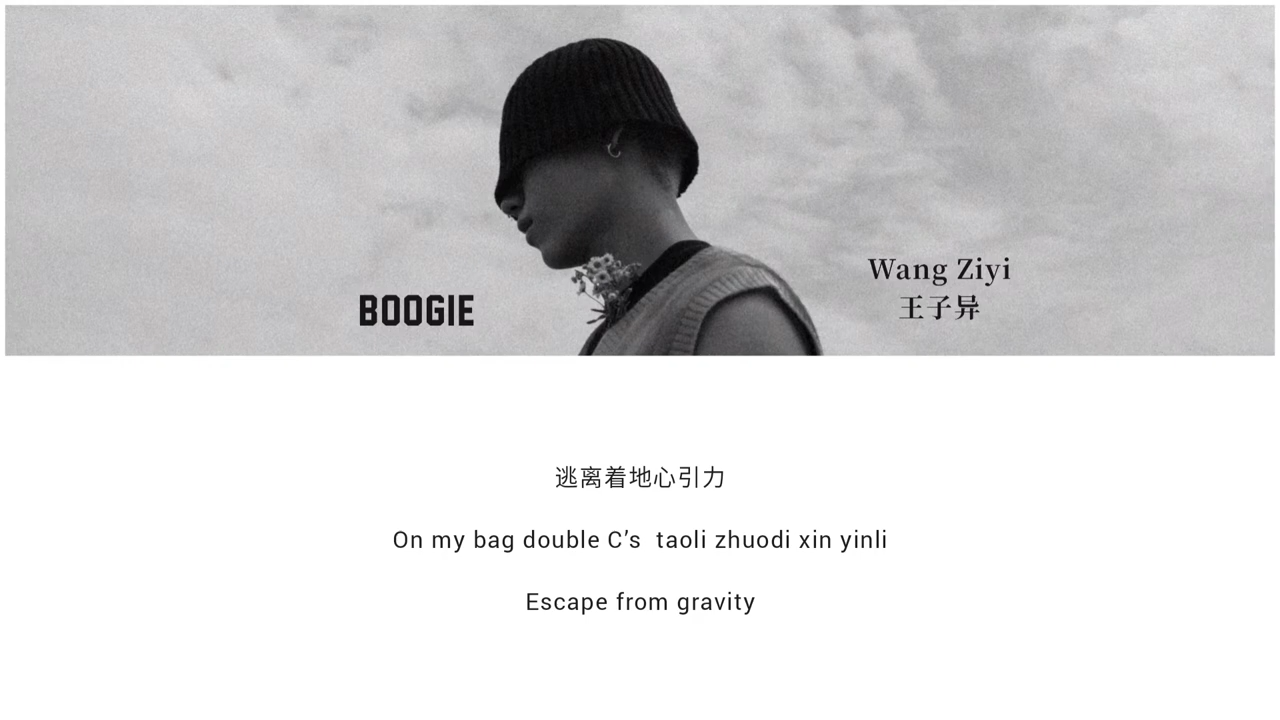 BOOGIE
Wang Ziyi
王子异
逃离着地心引力
On my bag double C’s  taoli zhuodi xin yinli
Escape from gravity